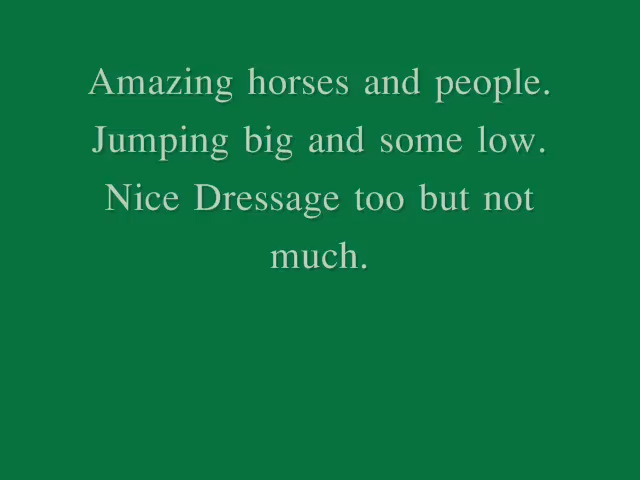 Amazing horses and people.
Jumping big and some low.
Nice Dressage too but not
much.